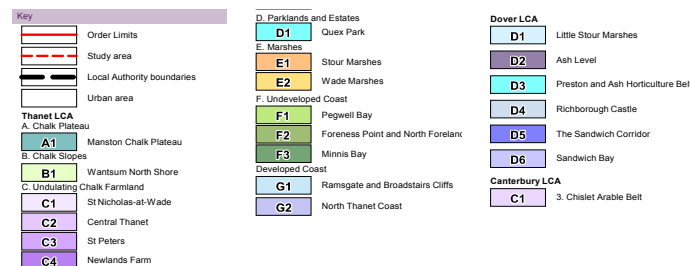 Key
Order Limits
Study area
Local Authority boundaries
Urban area
Thanet LCA
A. Chalk Plateau
A1 Manston Chalk Plateau
B. Chalk Slopes
B1 Wantsum North Shore
C. Undulating Chalk Farmland
C1 St Nicholas-at-Wade
C2 Central Thanet
C3 St Peters
C4 Newlands Farm
D. Parklands and Estates
D1 Quex Park
E. Marshes
E1 Stour Marshes
E2 Wade Marshes
F. Undeveloped Coast
F1 Pegwell Bay
F2 Foreness Point and North Foreland
F3 Minnis Bay
Developed Coast
G1 Ramsgate and Broadstairs Cliffs
G2 North Thanet Coast
Dover LCA
D1 Little Stour Marshes
D2 Ash Level
D3 Preston and Ash Horticulture Belt
D4 Richborough Castle
D5 The Sandwich Corridor
D6 Sandwich Bay
Canterbury LCA
C1 3. Chislet Arable Belt